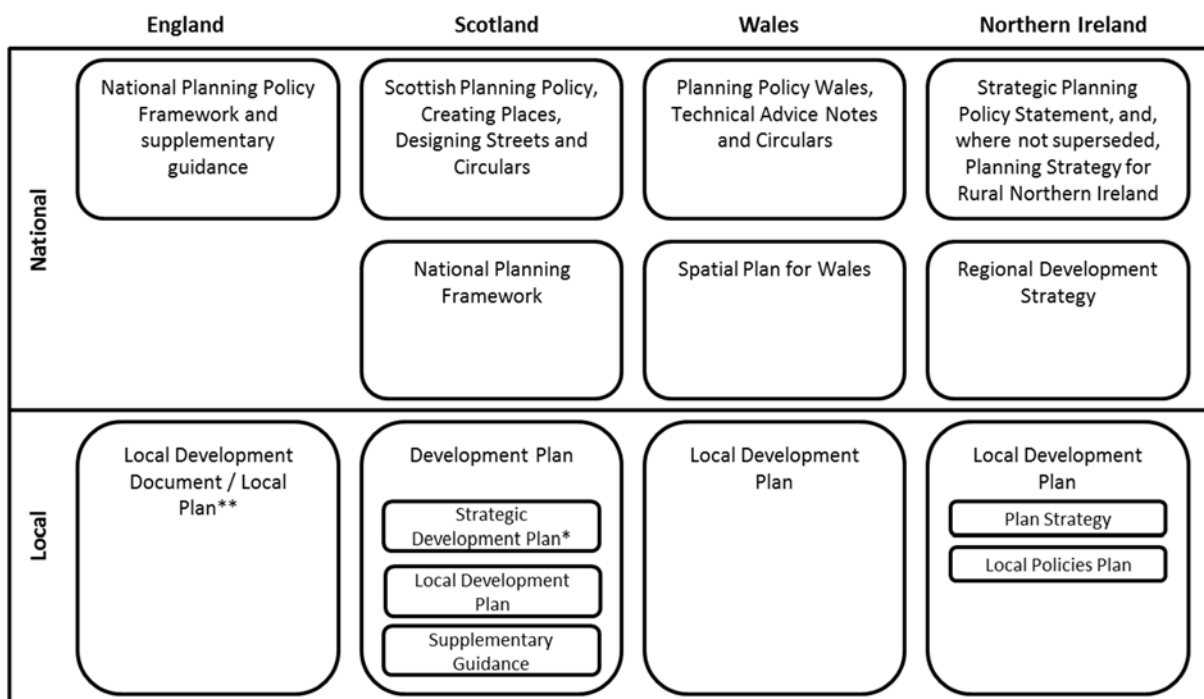 England
Scotland
Wales
Northern Ireland
National
National Planning Policy
Framework and
supplementary
guidance
Scottish Planning Policy,
Creating Places,
Designing Streets and
Circulars
Planning Policy Wales,
Technical Advice Notes
and Circulars
Strategic Planning
Policy Statement, and,
where not superseded,
Planning Strategy for
Rural Northern Ireland
National Planning
Framework
Spatial Plan for Wales
Regional Development
Strategy
Local
Local Development
Document / Local
Plan**
Development Plan
Strategic
Development Plan*
Local Development
Plan
Supplementary
Guidance
Local Development
Plan
Local Development
Plan
Plan Strategy
Local Policies Plan